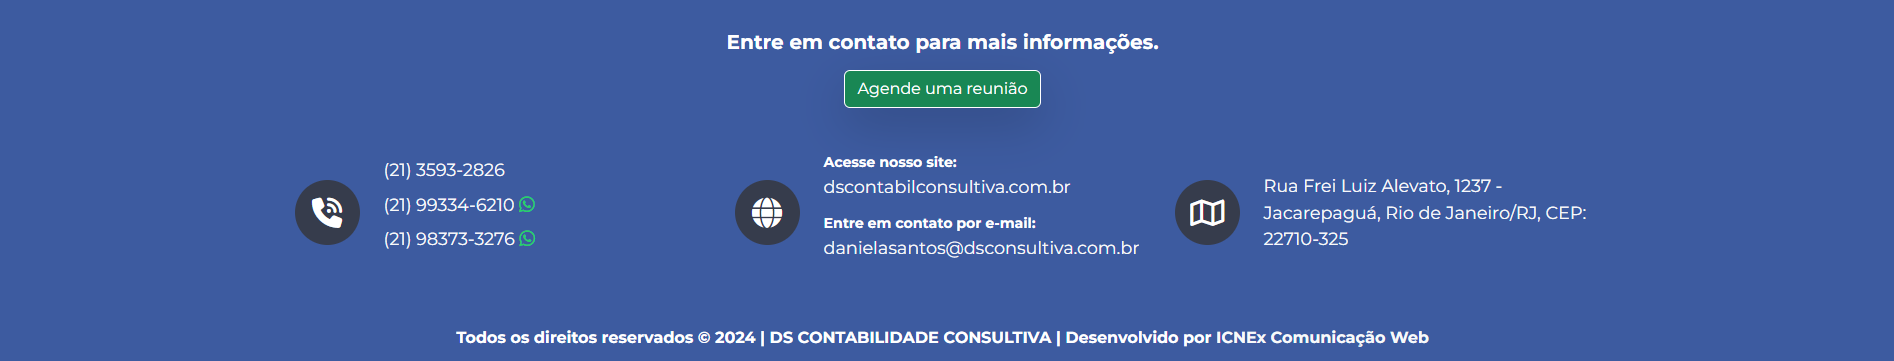 Entre em contato para mais informações.
Agende uma reunião
(21) 3593-2826
(21) 99334-6210
(21) 98373-3276
Acesse nosso site:
dscontabilconsultiva.com.br
Entre em contato por e-mail:
danielasantos@dsconsultiva.com.br
Rua Frei Luiz Alevato, 1237 -
Jacarepaguá, Rio de Janeiro/RJ, CEP:
22710-325
Todos os direitos reservados © 2024 | DS CONTABILIDADE CONSULTIVA | Desenvolvido por ICNEx Comunicação Web